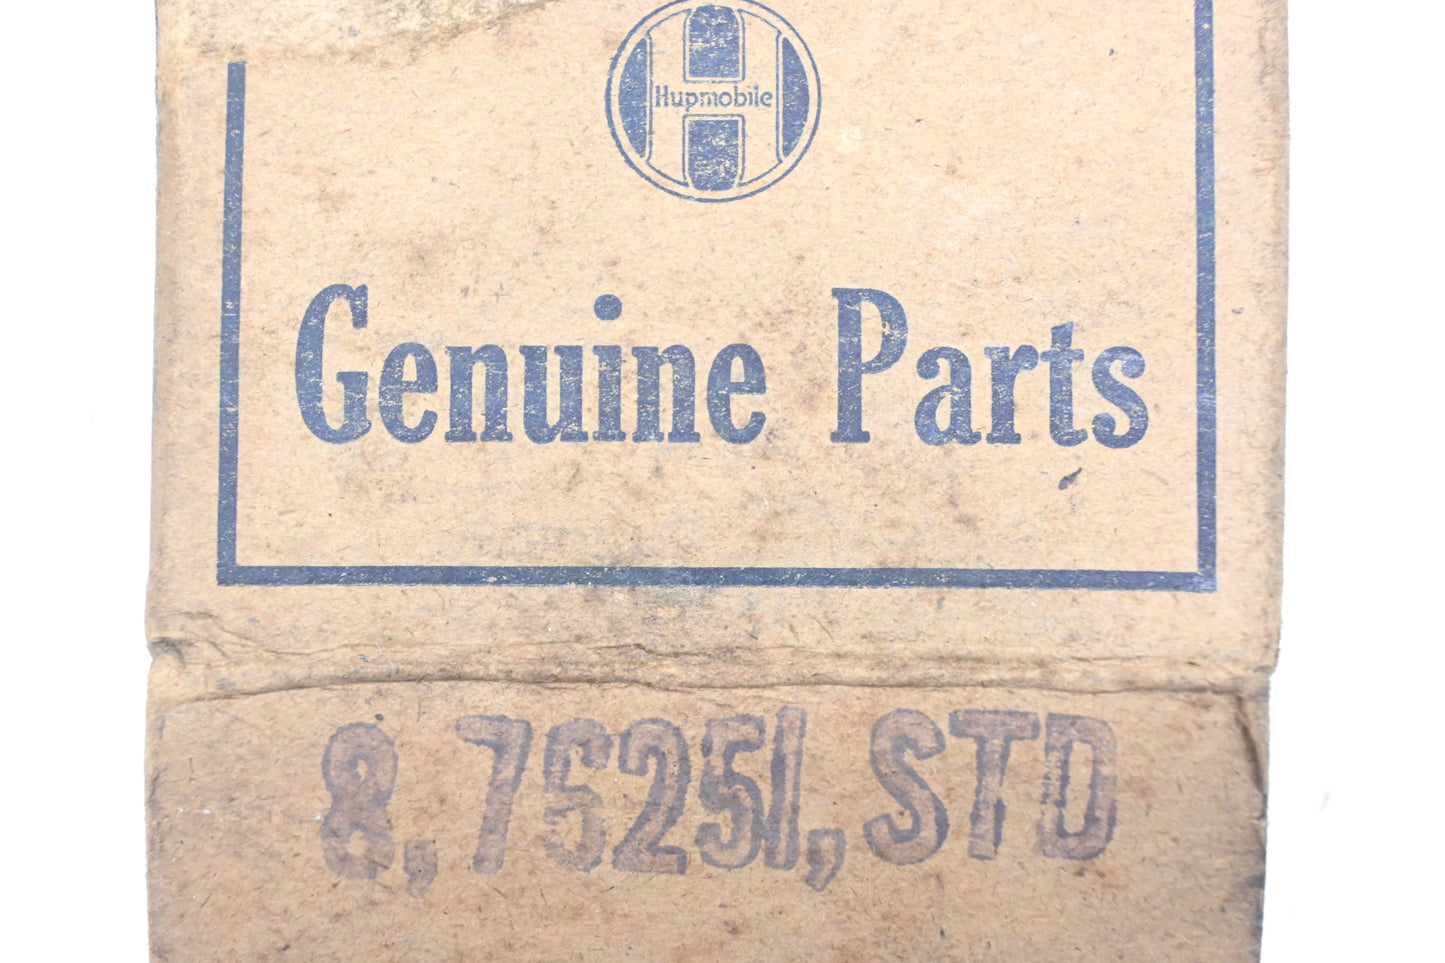 Hupmobile
Genuine Parts
8,76251,STD